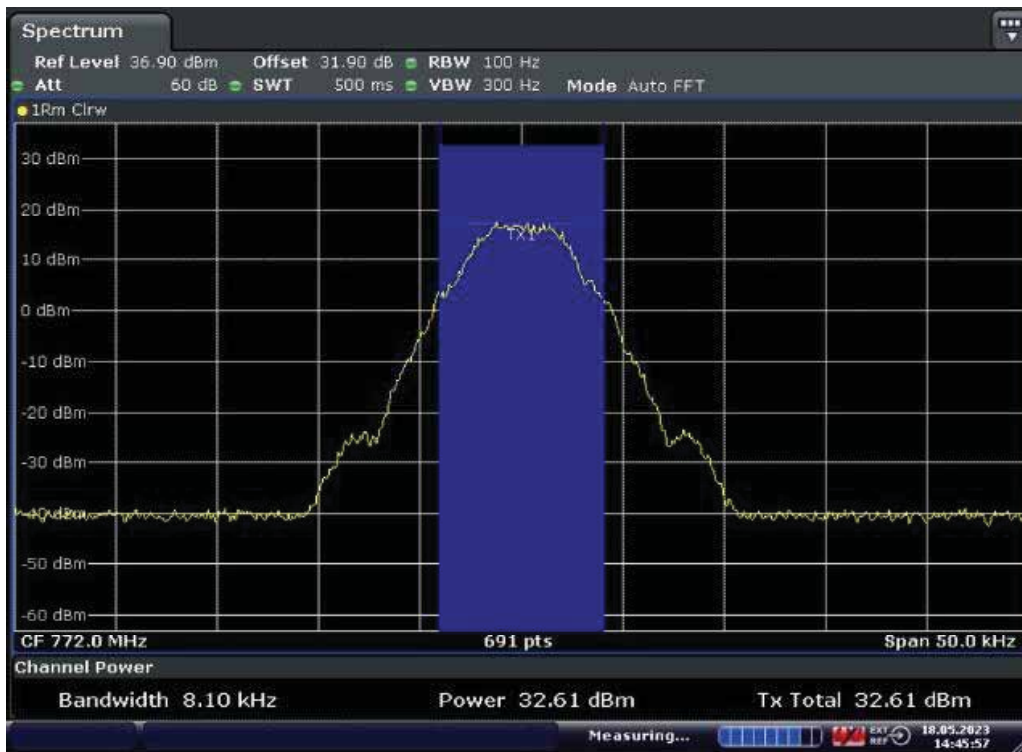 Spectrum
Ref Level 36.90 dBm Offset 31.90 dB RBW 100 Hz
Att 60 dB SWT 500 ms VBW 300 Hz Mode Auto FFT
1Rm Clrw
30 dBm
20 dBm
TX1
10 dBm
0 dBm
-10 dBm
-20 dBm
-30 dBm
-40 dBm
-50 dBm
-60 dBm
CF 772.0 MHz 691 pts Span 50.0 kHz
Channel Power
Bandwidth 8.10 kHz Power 32.61 dBm Tx Total 32.61 dBm
Measuring... EXT REF 18.05.2023
14:45:57